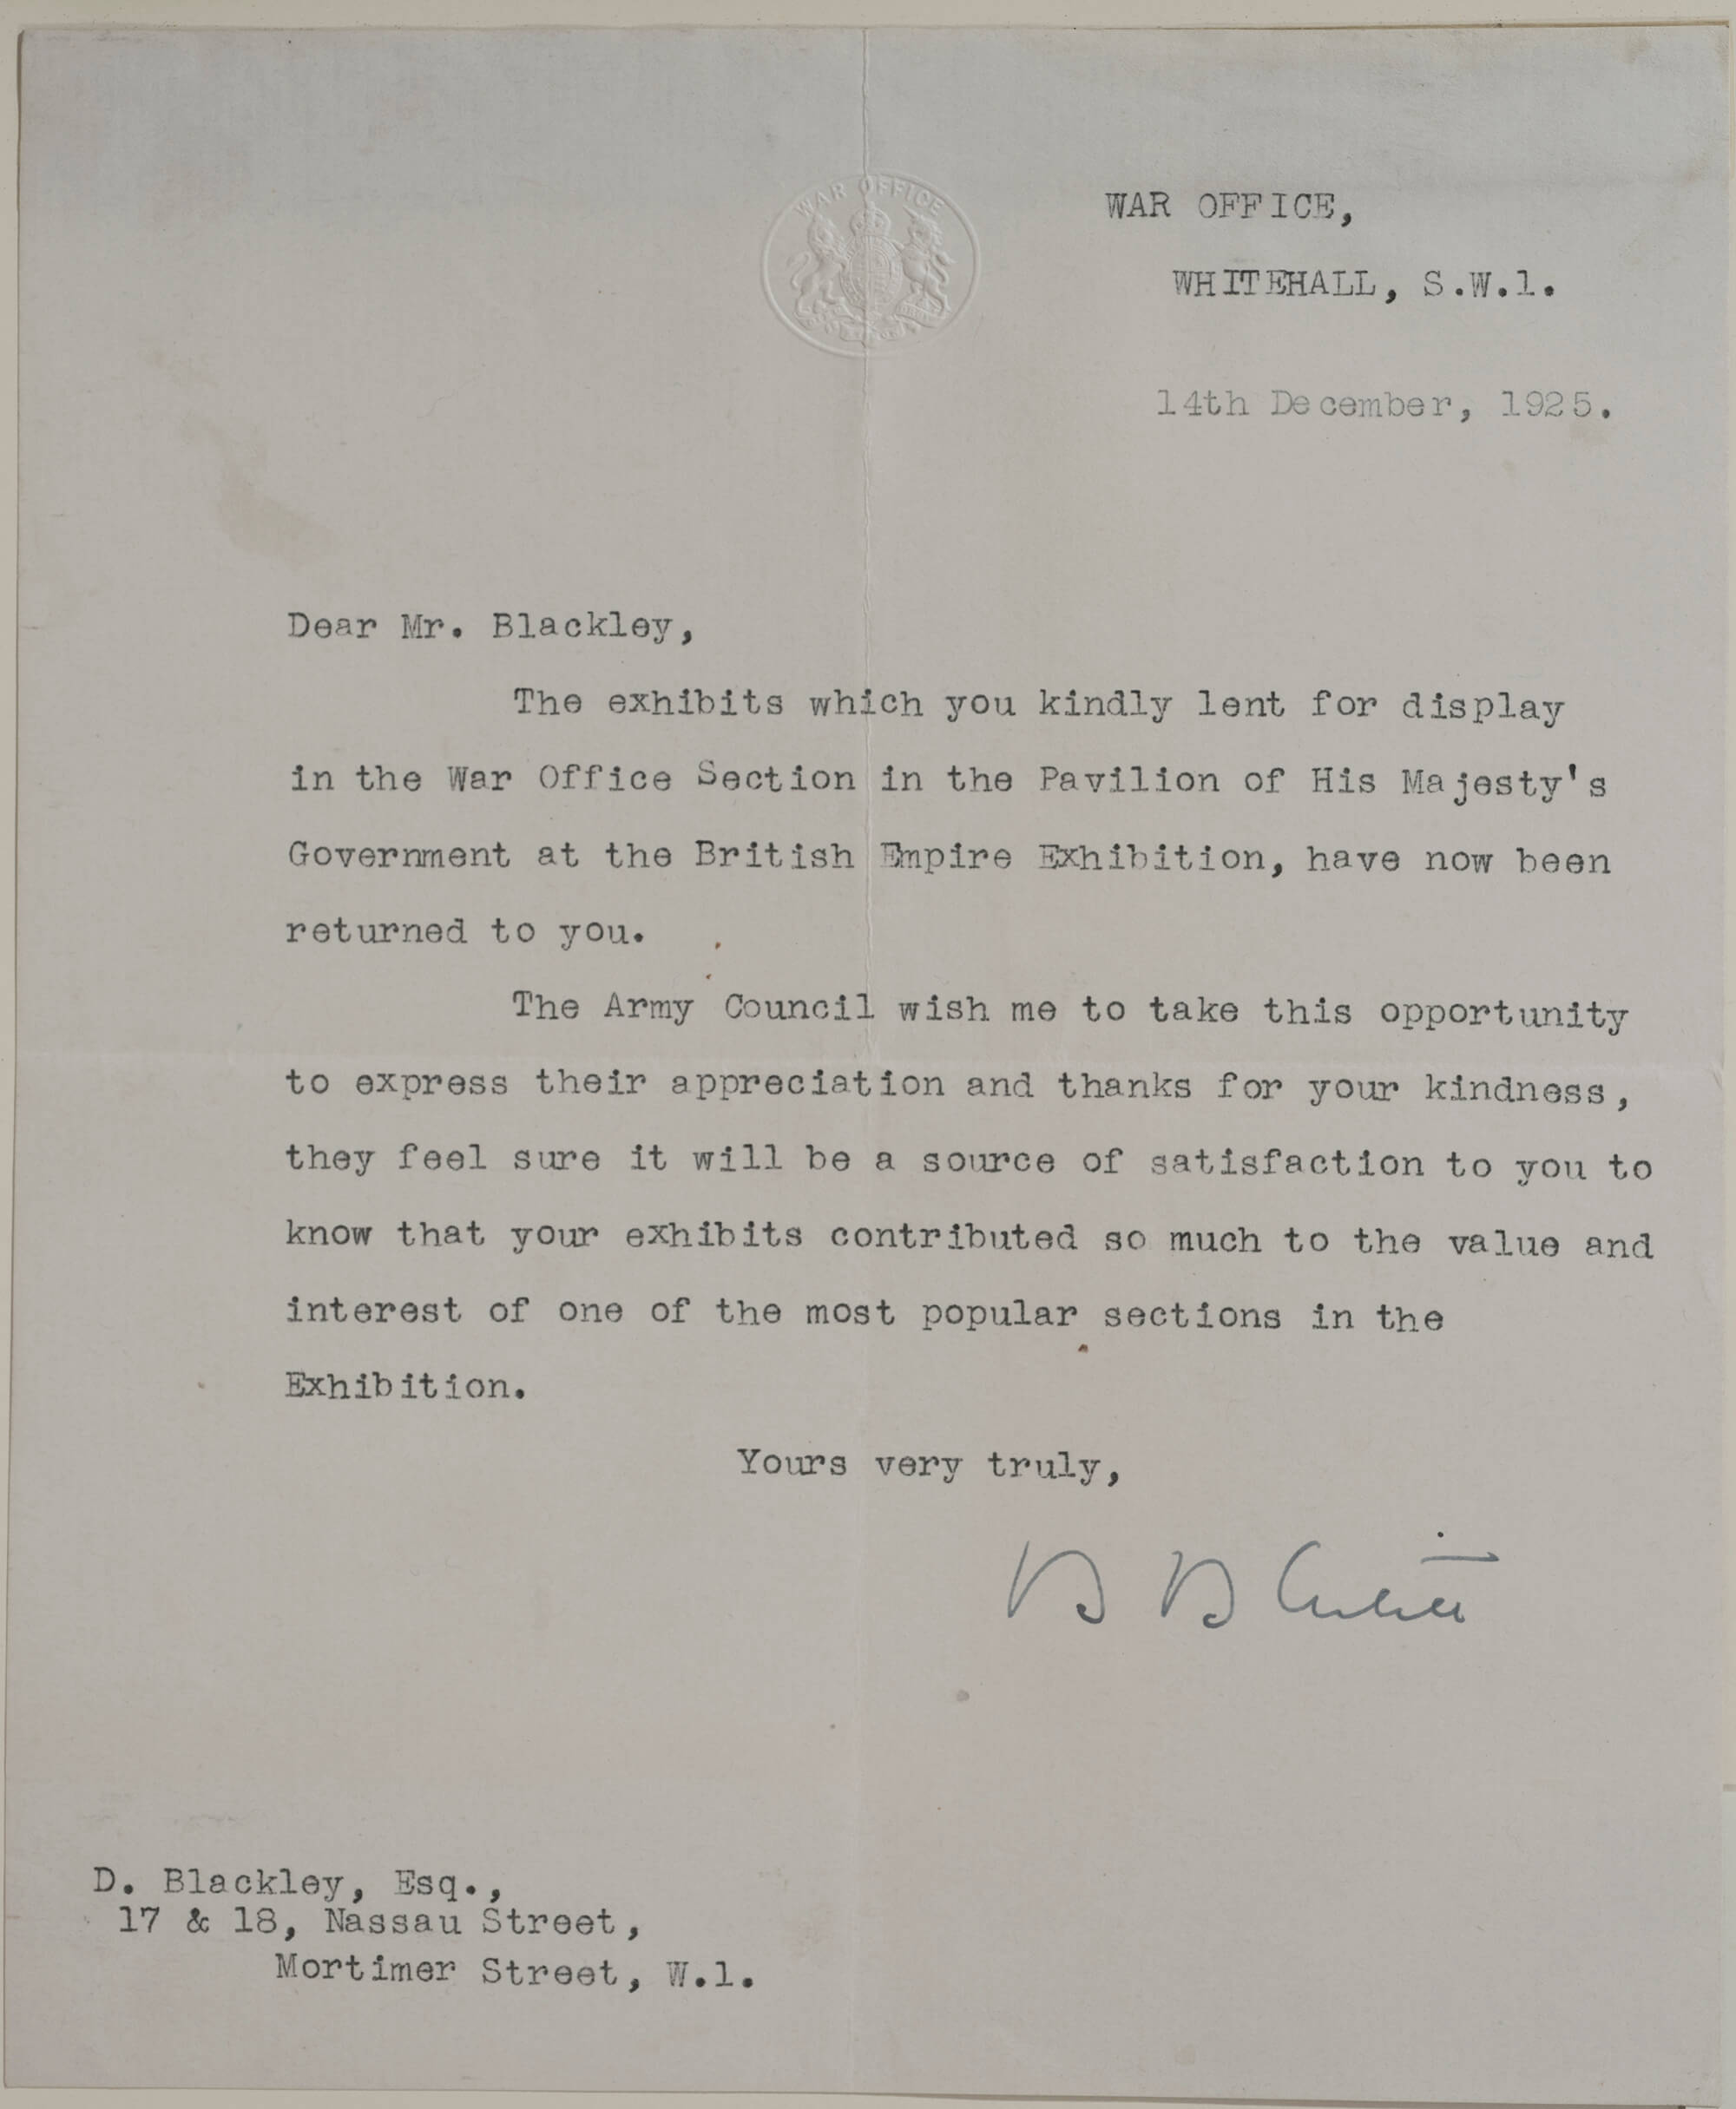 WAR OFFICE
WAR OFFICE,
WHITEHALL, S.W.1.
14th December, 1925.
Dear Mr. Blackley,
The exhibits which you kindly lent for display
in the War Office Section in the Pavilion of His Majesty's
Government at the British Empire Exhibition, have now been
returned to you.
The Army Council wish me to take this opportunity
to express their appreciation and thanks for your kindness,
they feel sure it will be a source of satisfaction to you to
know that your exhibits contributed so much to the value and
interest of one of the most popular sections in the
Exhibition.
Yours very truly,
B B Cubitt
D. Blackley, Esq.,
17 & 18, Nassau Street,
Mortimer Street, W.1.